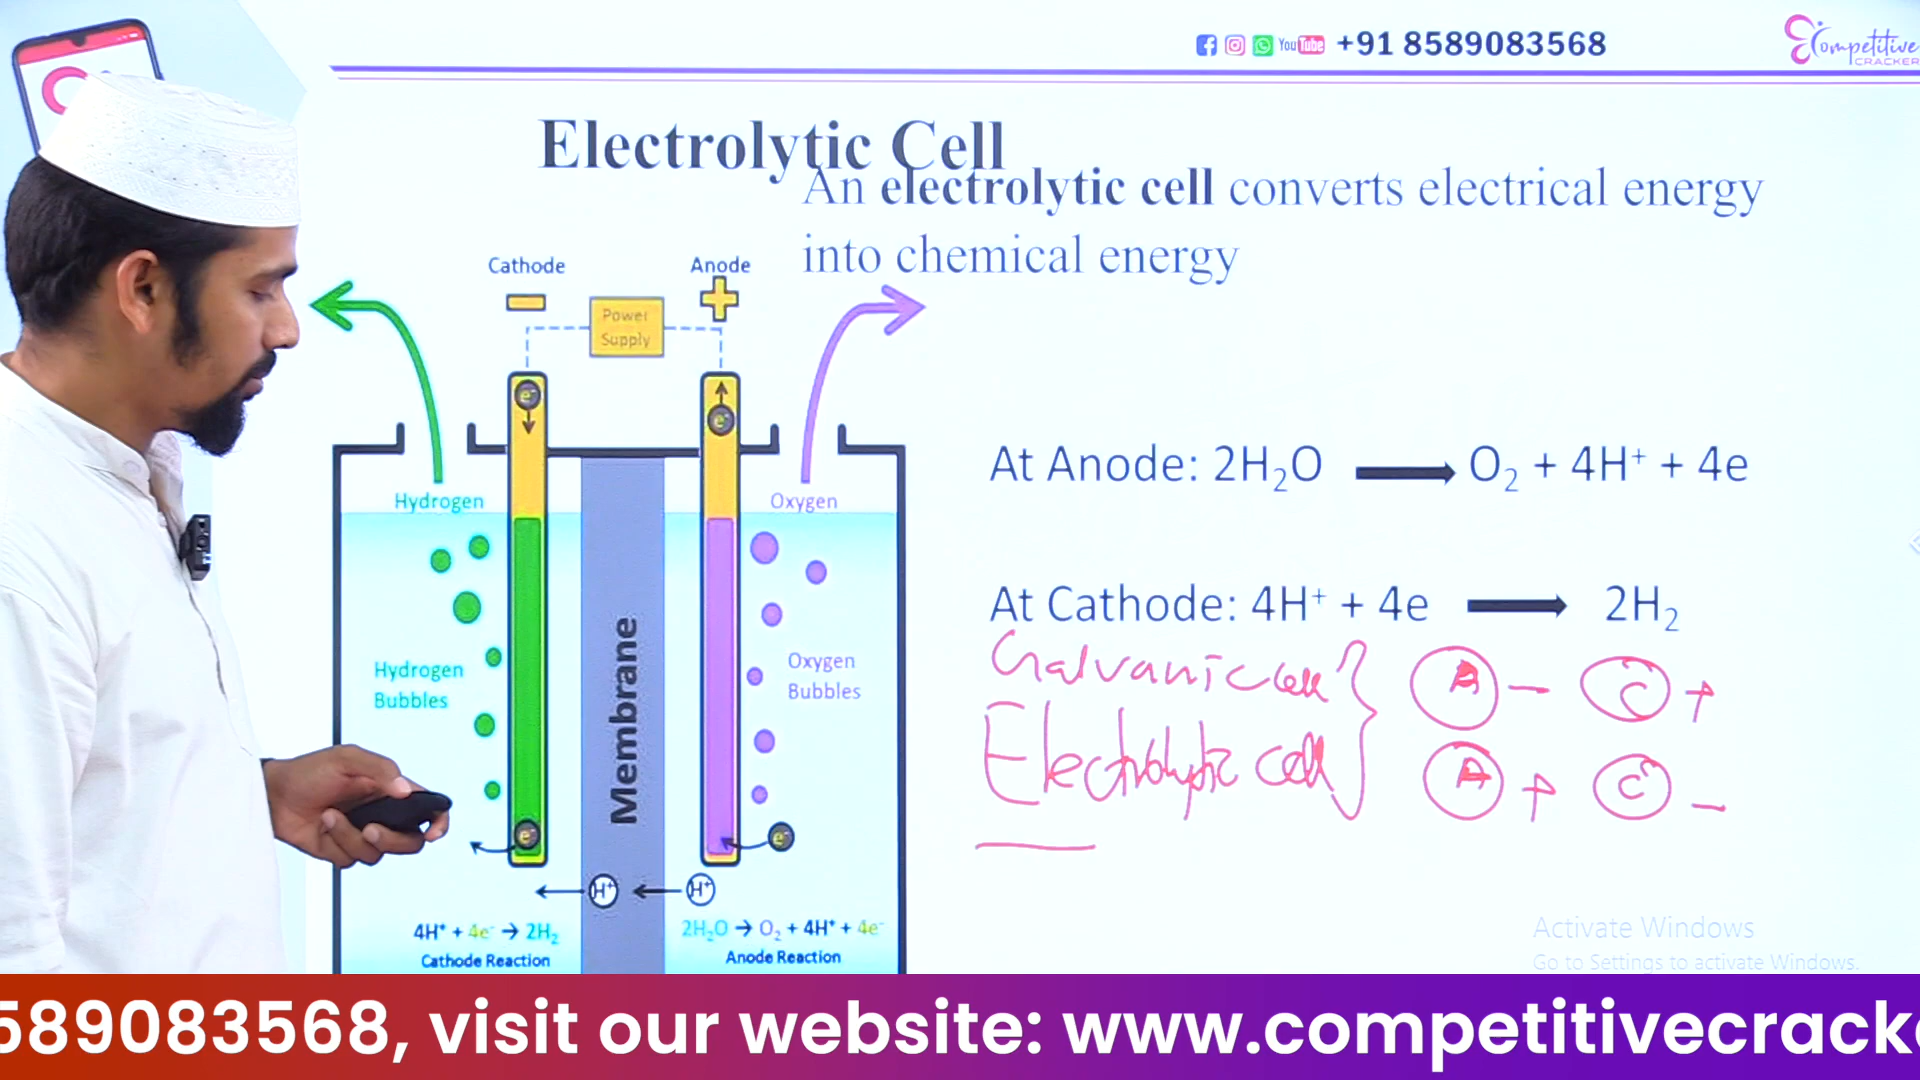 You Tube +91 8589083568
Competitive
CRACKER
Electrolytic Cell
An electrolytic cell converts electrical energy
into chemical energy
Cathode
Anode
Power
Supply
e⁻
e⁻
Hydrogen
Oxygen
At Anode: 2H₂O → O₂ + 4H⁺ + 4e
At Cathode: 4H⁺ + 4e → 2H₂
Hydrogen
Bubbles
Membrane
Oxygen
Bubbles
Galvanic cell } A − C +
Electrolytic cell A + C −
e⁻
e⁻
H⁺
H⁺
4H⁺ + 4e⁻ → 2H₂
Cathode Reaction
2H₂O → O₂ + 4H⁺ + 4e⁻
Anode Reaction
Activate Windows
Go to Settings to activate Windows.
589083568, visit our website: www.competitivecracke